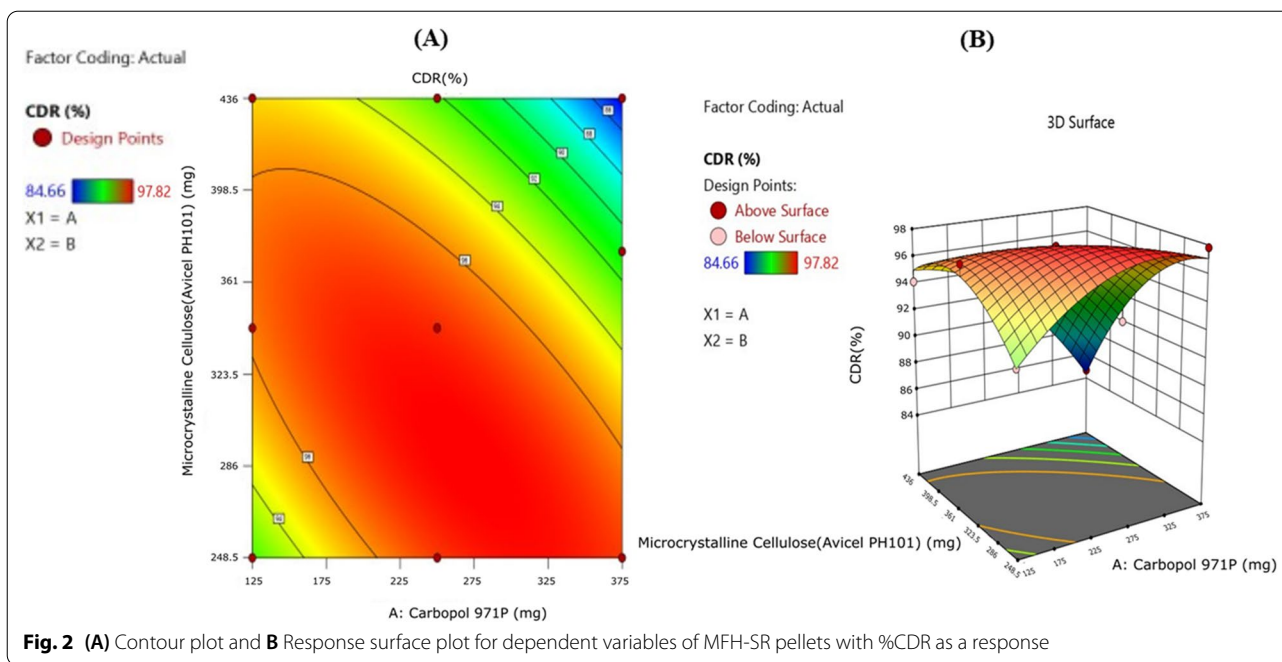 (A)
Factor Coding: Actual
CDR (%)
Design Points
84.66
97.82
X1 = A
X2 = B
CDR(%)
Microcrystalline Cellulose(Avicel PH101) (mg)
436
398.5
361
323.5
286
248.5
125
175
225
275
325
375
A: Carbopol 971P (mg)
(B)
Factor Coding: Actual
3D Surface
CDR (%)
Design Points:
Above Surface
Below Surface
84.66
97.82
X1 = A
X2 = B
CDR(%)
98
96
94
92
90
88
86
84
436
398.5
361
323.5
286
248.5
125
175
225
275
325
375
Microcrystalline Cellulose(Avicel PH101) (mg)
A: Carbopol 971P (mg)
Fig. 2 (A) Contour plot and B Response surface plot for dependent variables of MFH-SR pellets with %CDR as a response